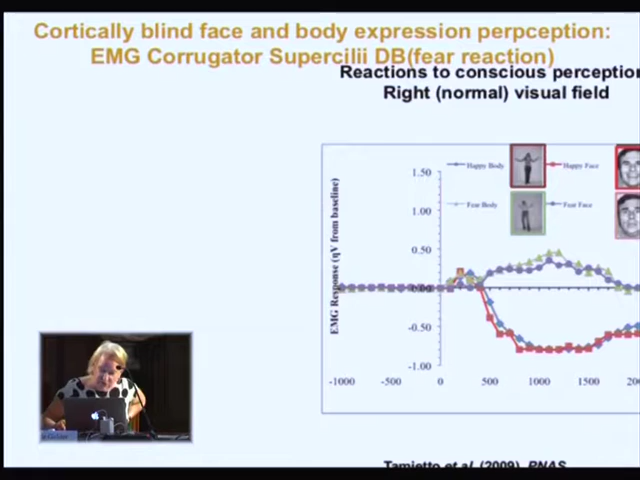 Cortically blind face and body expression perpception:
EMG Corrugator Supercilii DB(fear reaction)
Reactions to conscious perception
Right (normal) visual field
Happy Body
Happy Face
Fear Body
Fear Face
EMG Response (ηV from baseline)
1.50
1.00
0.50
0.00
-0.50
-1.00
-1000
-500
0
500
1000
1500
Tamietto et al. (2009). PNAS